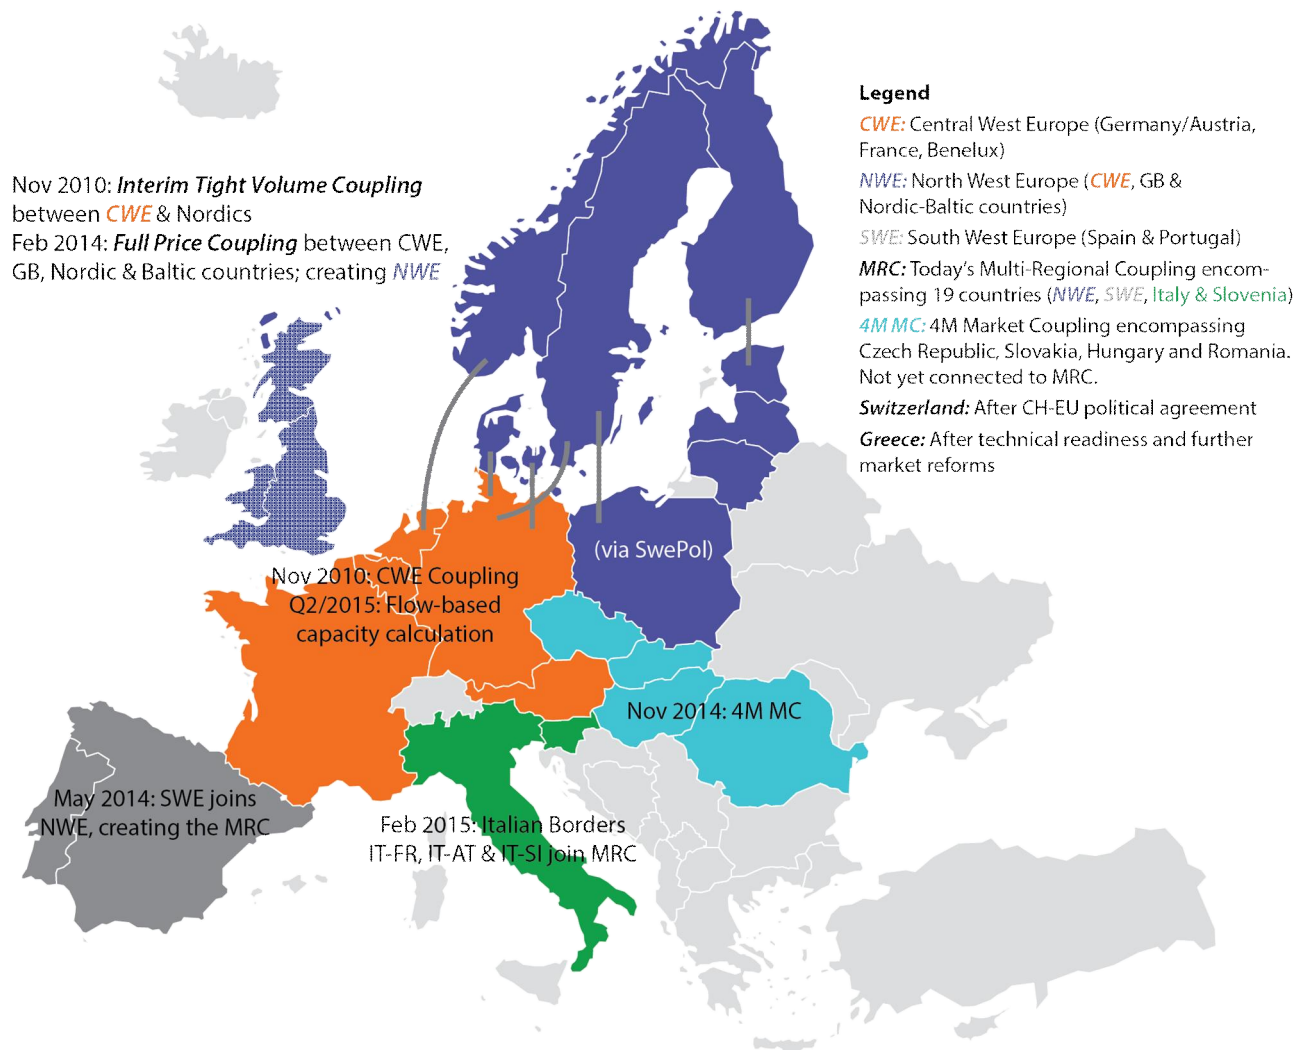 Legend
CWE: Central West Europe (Germany/Austria,
France, Benelux)
NWE: North West Europe (CWE, GB &
Nordic-Baltic countries)
SWE: South West Europe (Spain & Portugal)
MRC: Today's Multi-Regional Coupling encom-
passing 19 countries (NWE, SWE, Italy & Slovenia)
4M MC: 4M Market Coupling encompassing
Czech Republic, Slovakia, Hungary and Romania.
Not yet connected to MRC.
Switzerland: After CH-EU political agreement
Greece: After technical readiness and further
market reforms
Nov 2010: Interim Tight Volume Coupling
between CWE & Nordics
Feb 2014: Full Price Coupling between CWE,
GB, Nordic & Baltic countries; creating NWE
(via SwePol)
Nov 2010: CWE Coupling
Q2/2015: Flow-based
capacity calculation
Nov 2014: 4M MC
May 2014: SWE joins
NWE, creating the MRC
Feb 2015: Italian Borders
IT-FR, IT-AT & IT-SI join MRC